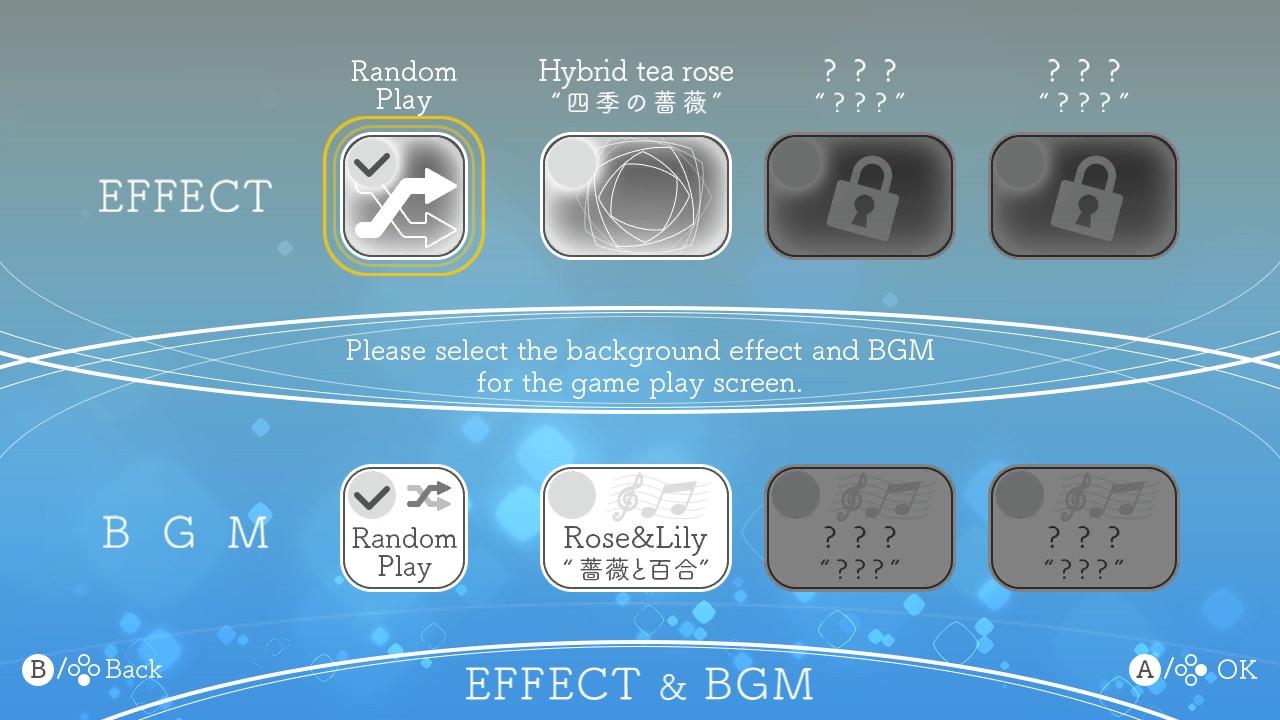 Random
Play
Hybrid tea rose
“四季の薔薇”
? ? ?
“???”
? ? ?
“???”
EFFECT
Please select the background effect and BGM
for the game play screen.
BGM
Random
Play
Rose&Lily
“薔薇と百合”
? ? ?
“???”
? ? ?
“???”
B/ Back
EFFECT & BGM
A/ OK